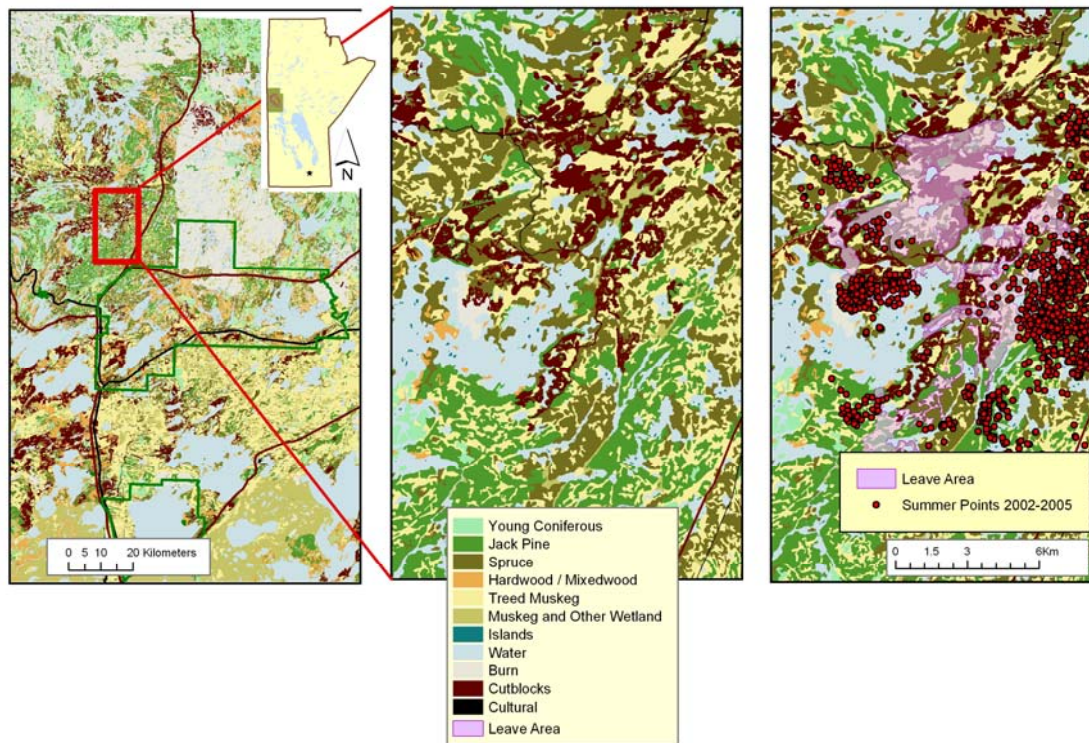 N
0 5 10 20 Kilometers
Young Coniferous
Jack Pine
Spruce
Hardwood / Mixedwood
Treed Muskeg
Muskeg and Other Wetland
Islands
Water
Burn
Cutblocks
Cultural
Leave Area
Leave Area
Summer Points 2002-2005
0 1.5 3 6Km